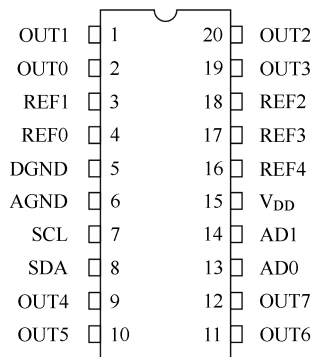 OUT1 1 20 OUT2
OUT0 2 19 OUT3
REF1 3 18 REF2
REF0 4 17 REF3
DGND 5 16 REF4
AGND 6 15 VDD
SCL 7 14 AD1
SDA 8 13 AD0
OUT4 9 12 OUT7
OUT5 10 11 OUT6